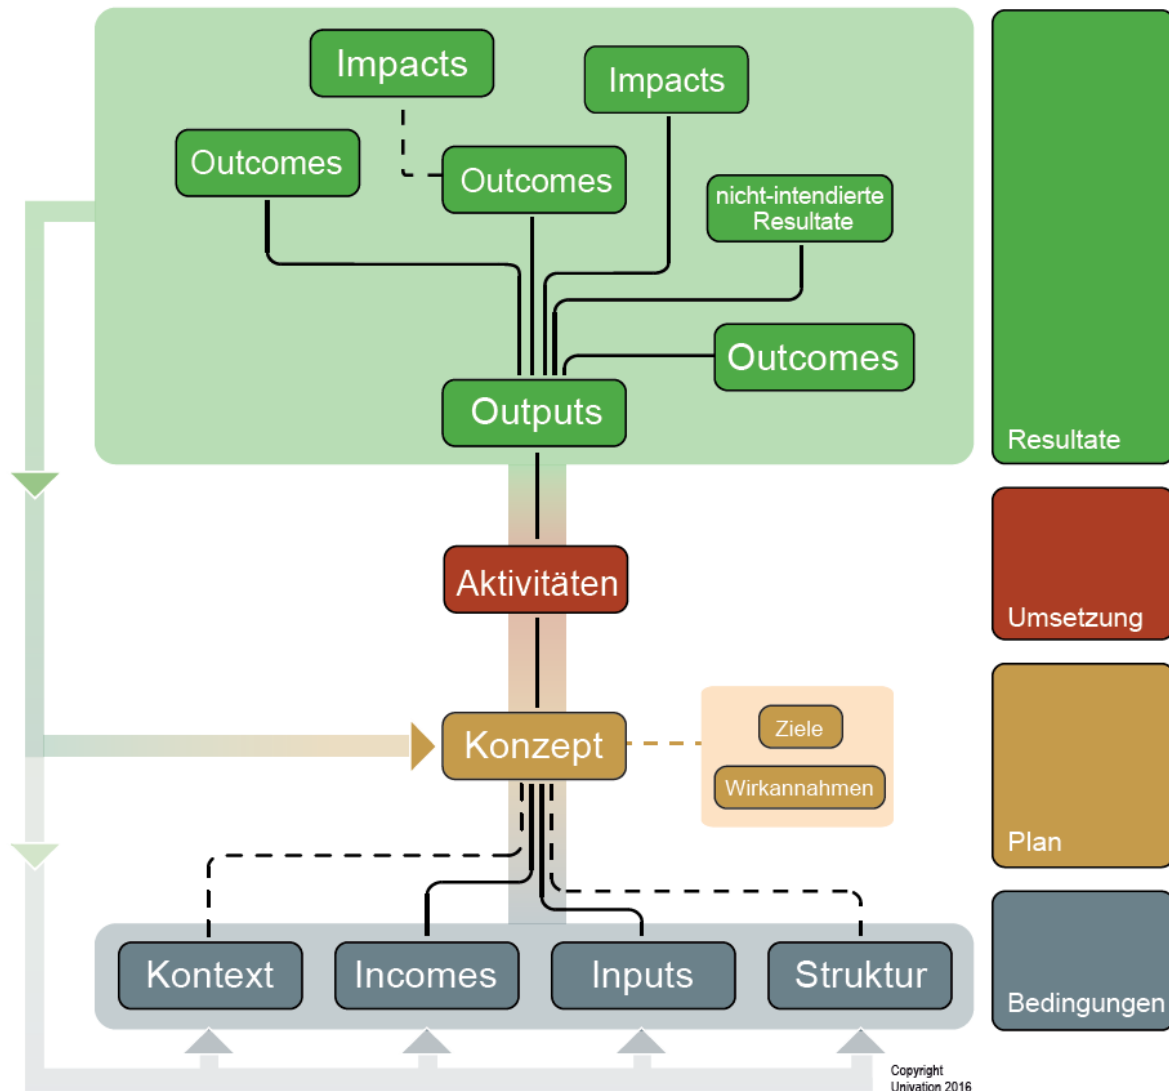 Impacts
Impacts
Outcomes
Outcomes
nicht-intendierte
Resultate
Outcomes
Outputs
Resultate
Aktivitäten
Umsetzung
Konzept
Ziele
Wirkannahmen
Plan
Kontext
Incomes
Inputs
Struktur
Bedingungen
Copyright
Univation 2016